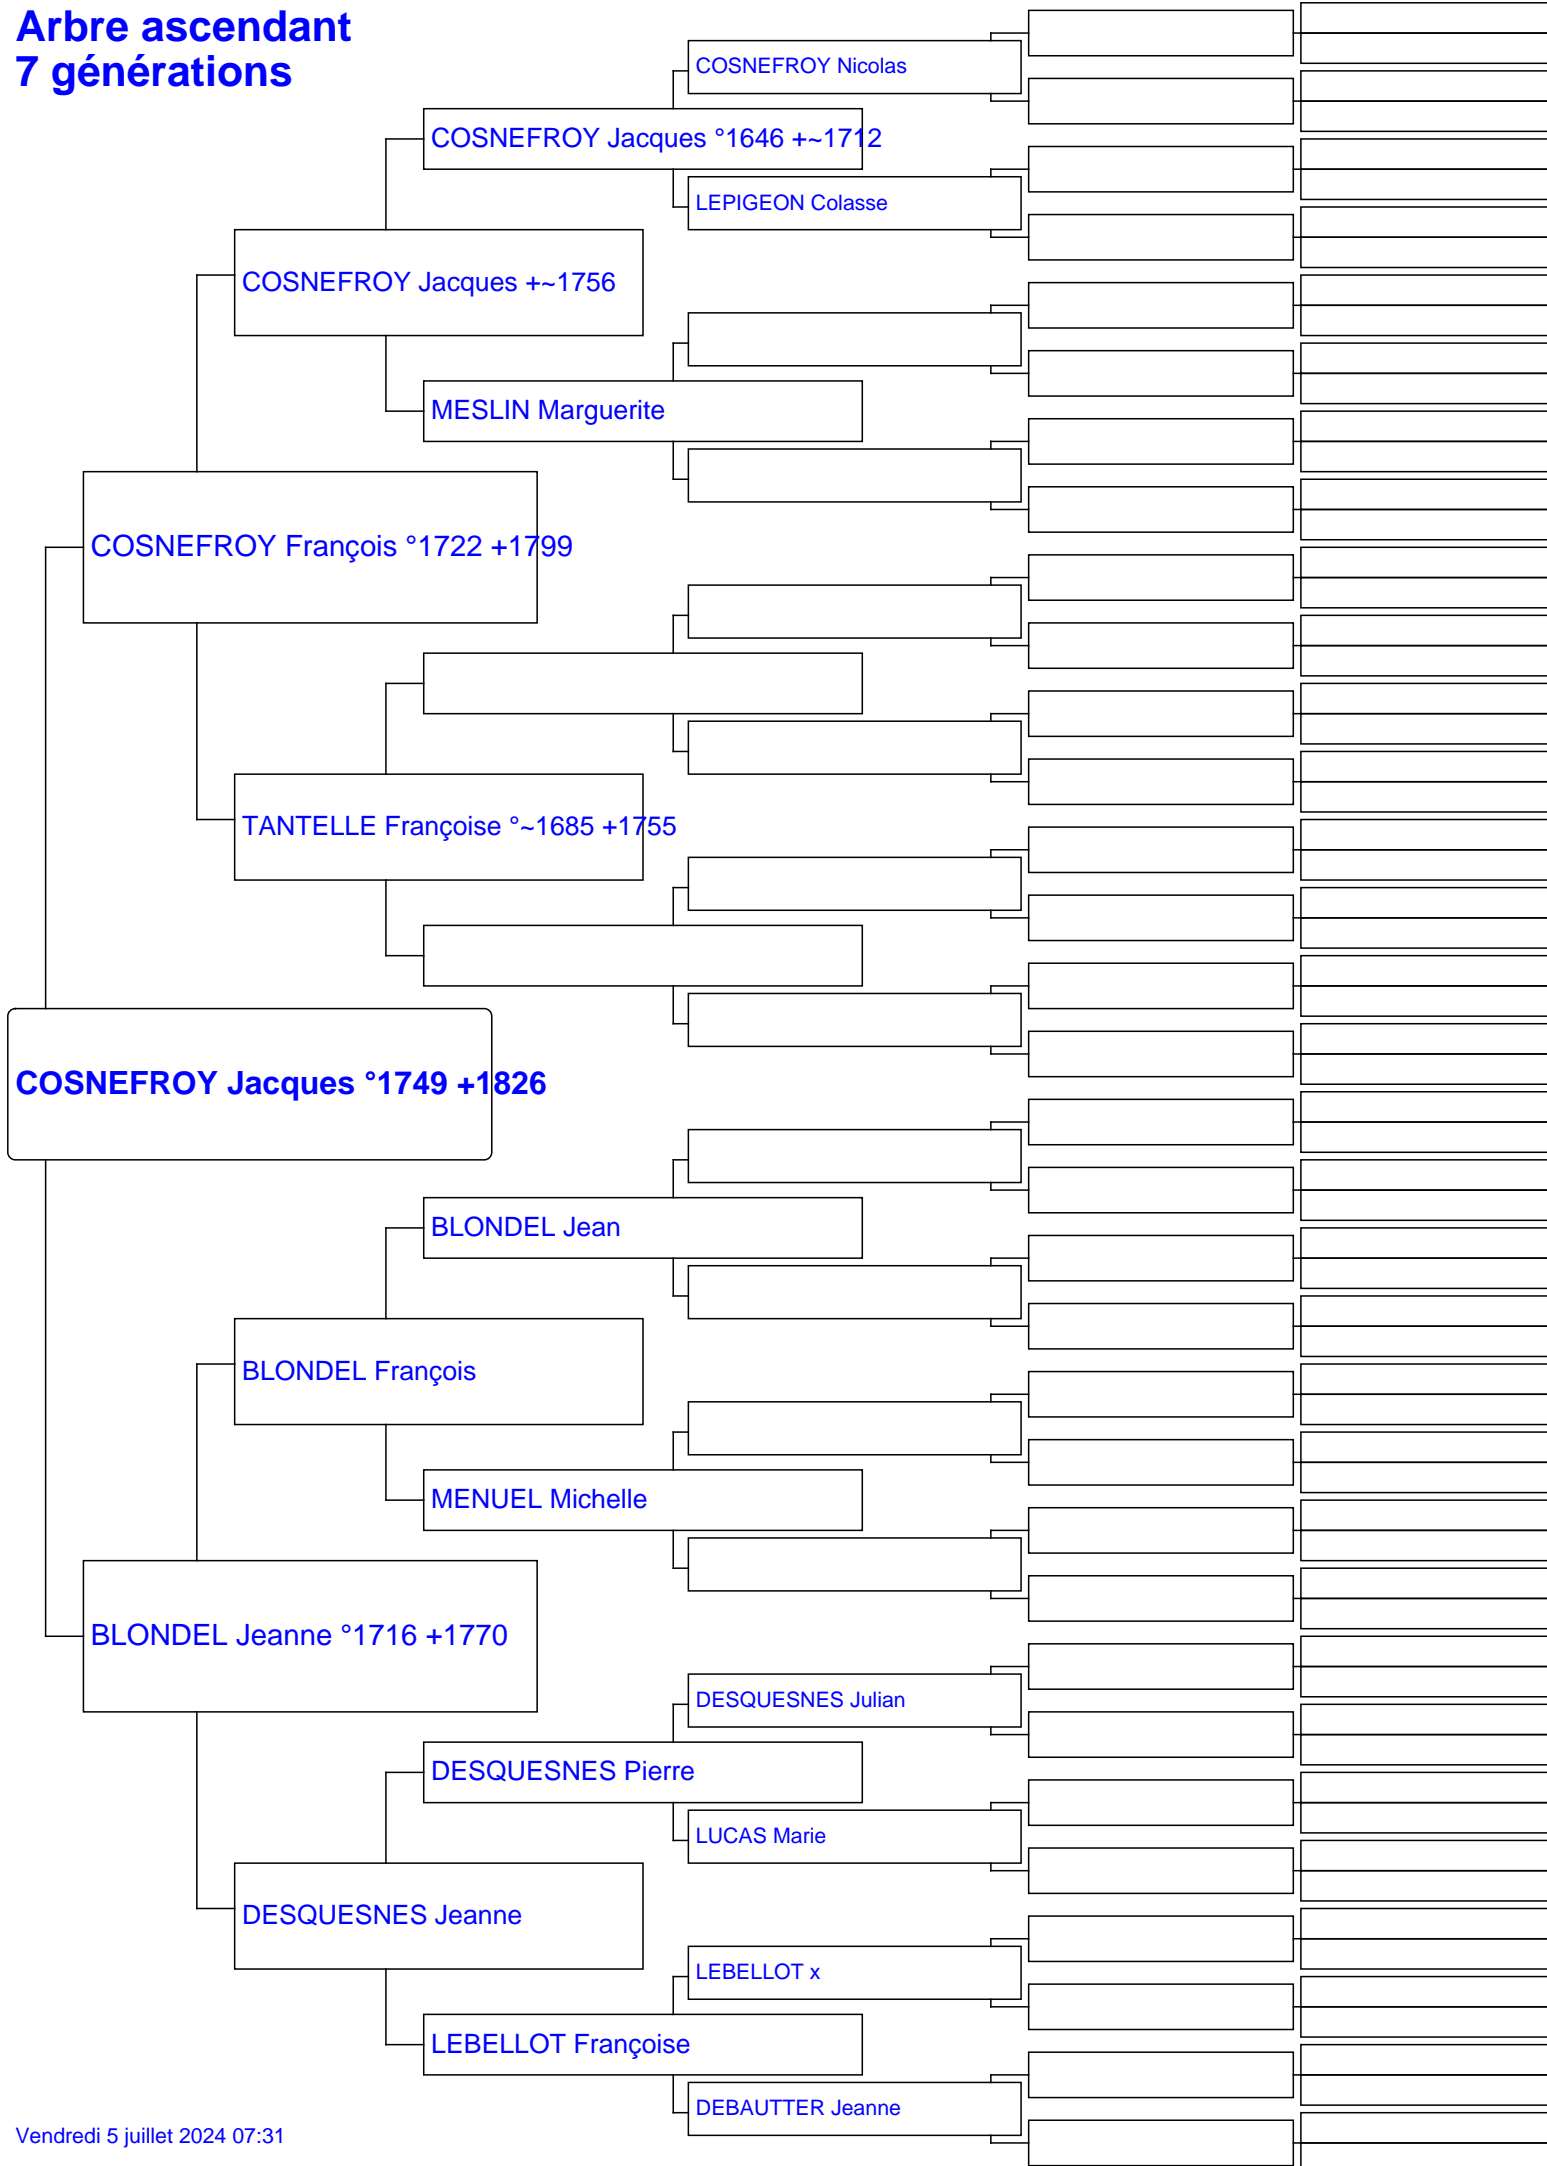 Arbre ascendant
7 générations
COSNEFROY Nicolas
COSNEFROY Jacques °1646 +~1712
LEPIGEON Colasse
COSNEFROY Jacques +~1756
MESLIN Marguerite
COSNEFROY François °1722 +1799
TANTELLE Françoise °~1685 +1755
COSNEFROY Jacques °1749 +1826
BLONDEL Jean
BLONDEL François
MENUEL Michelle
BLONDEL Jeanne °1716 +1770
DESQUESNES Julian
DESQUESNES Pierre
LUCAS Marie
DESQUESNES Jeanne
LEBELLOT x
LEBELLOT Françoise
DEBAUTTER Jeanne
Vendredi 5 juillet 2024 07:31